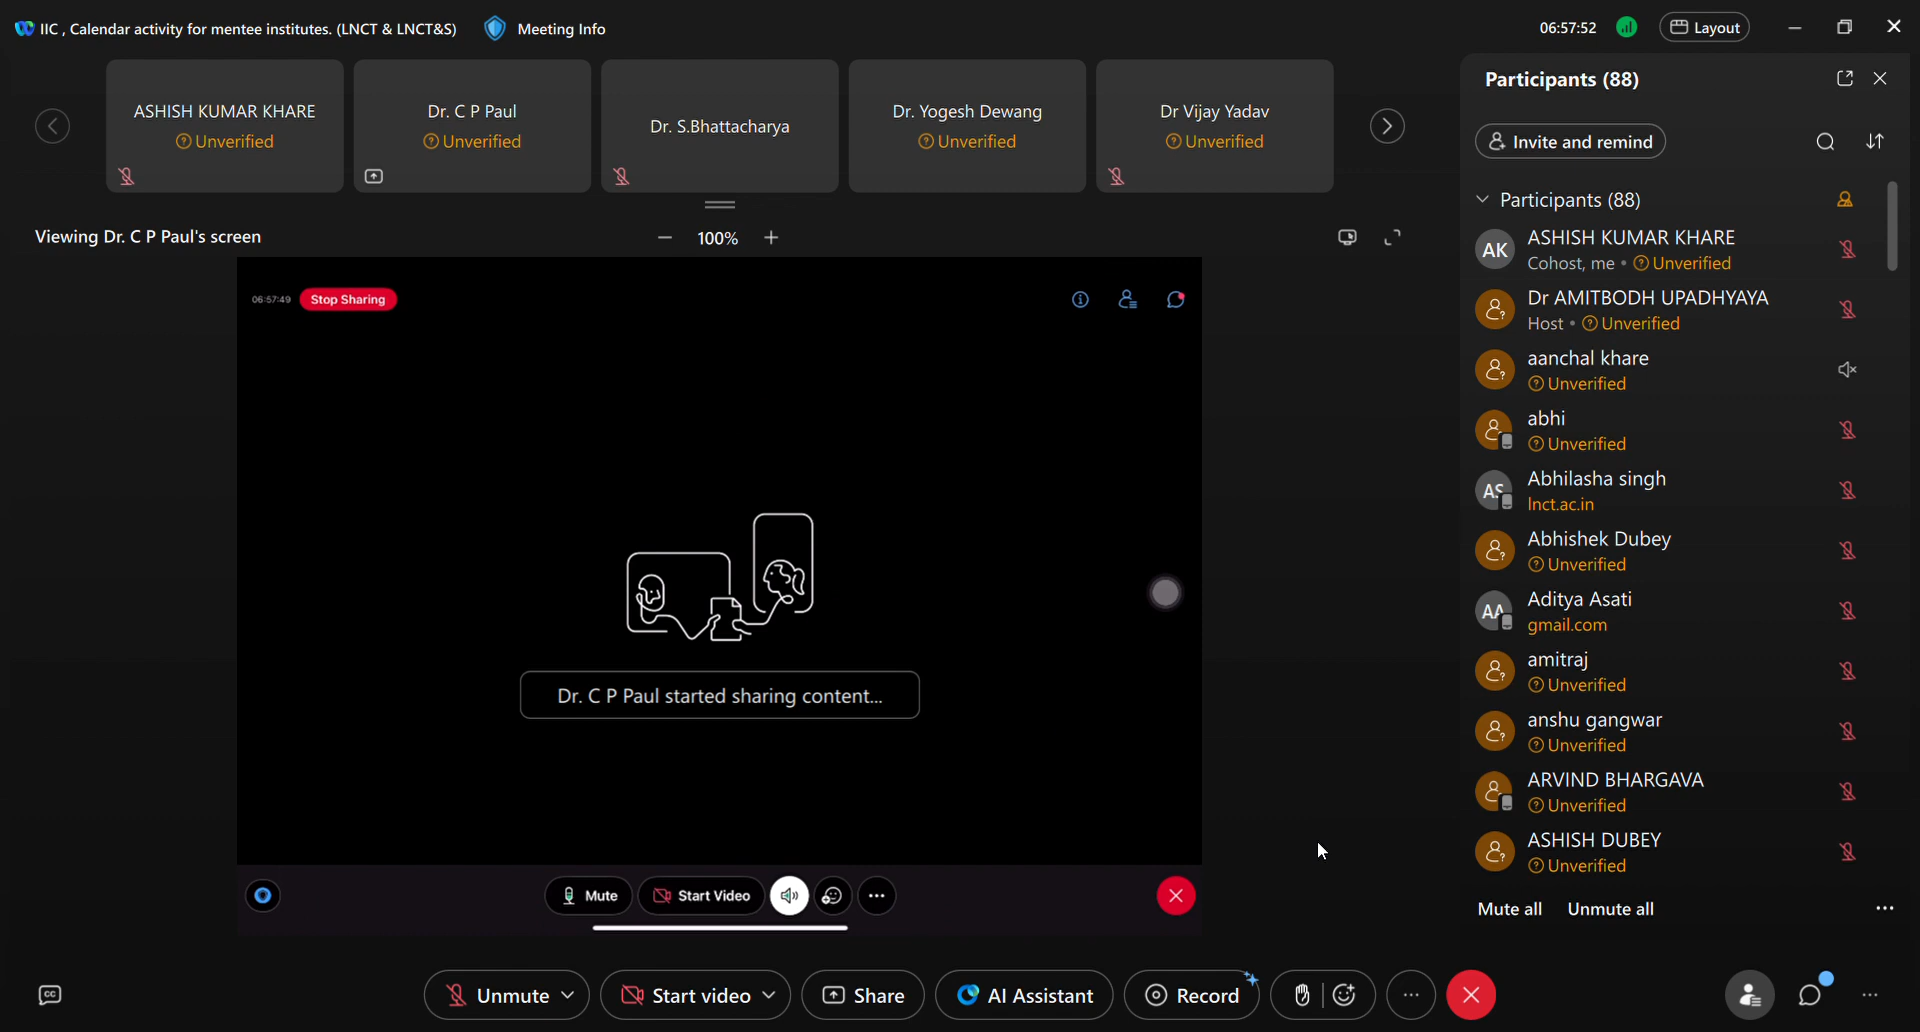 IIC , Calendar activity for mentee institutes. (LNCT & LNCT&S)
Meeting Info
06:57:52
Layout
ASHISH KUMAR KHARE
Unverified
Dr. C P Paul
Unverified
Dr. S.Bhattacharya
Dr. Yogesh Dewang
Unverified
Dr Vijay Yadav
Unverified
Viewing Dr. C P Paul's screen
100%
06:57:49
Stop Sharing
Dr. C P Paul started sharing content...
Mute
Start Video
Participants (88)
Invite and remind
Participants (88)
AK
ASHISH KUMAR KHARE
Cohost, me • Unverified
Dr AMITBODH UPADHYAYA
Host • Unverified
aanchal khare
Unverified
abhi
Unverified
AS
Abhilasha singh
lnct.ac.in
Abhishek Dubey
Unverified
AA
Aditya Asati
gmail.com
amitraj
Unverified
anshu gangwar
Unverified
ARVIND BHARGAVA
Unverified
ASHISH DUBEY
Unverified
Mute all
Unmute all
CC
Unmute
Start video
Share
AI Assistant
Record